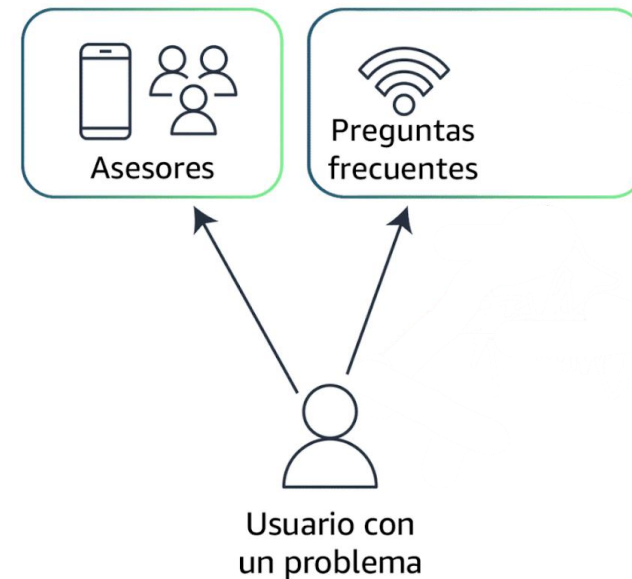 Asesores
Preguntas
frecuentes
Usuario con
un problema